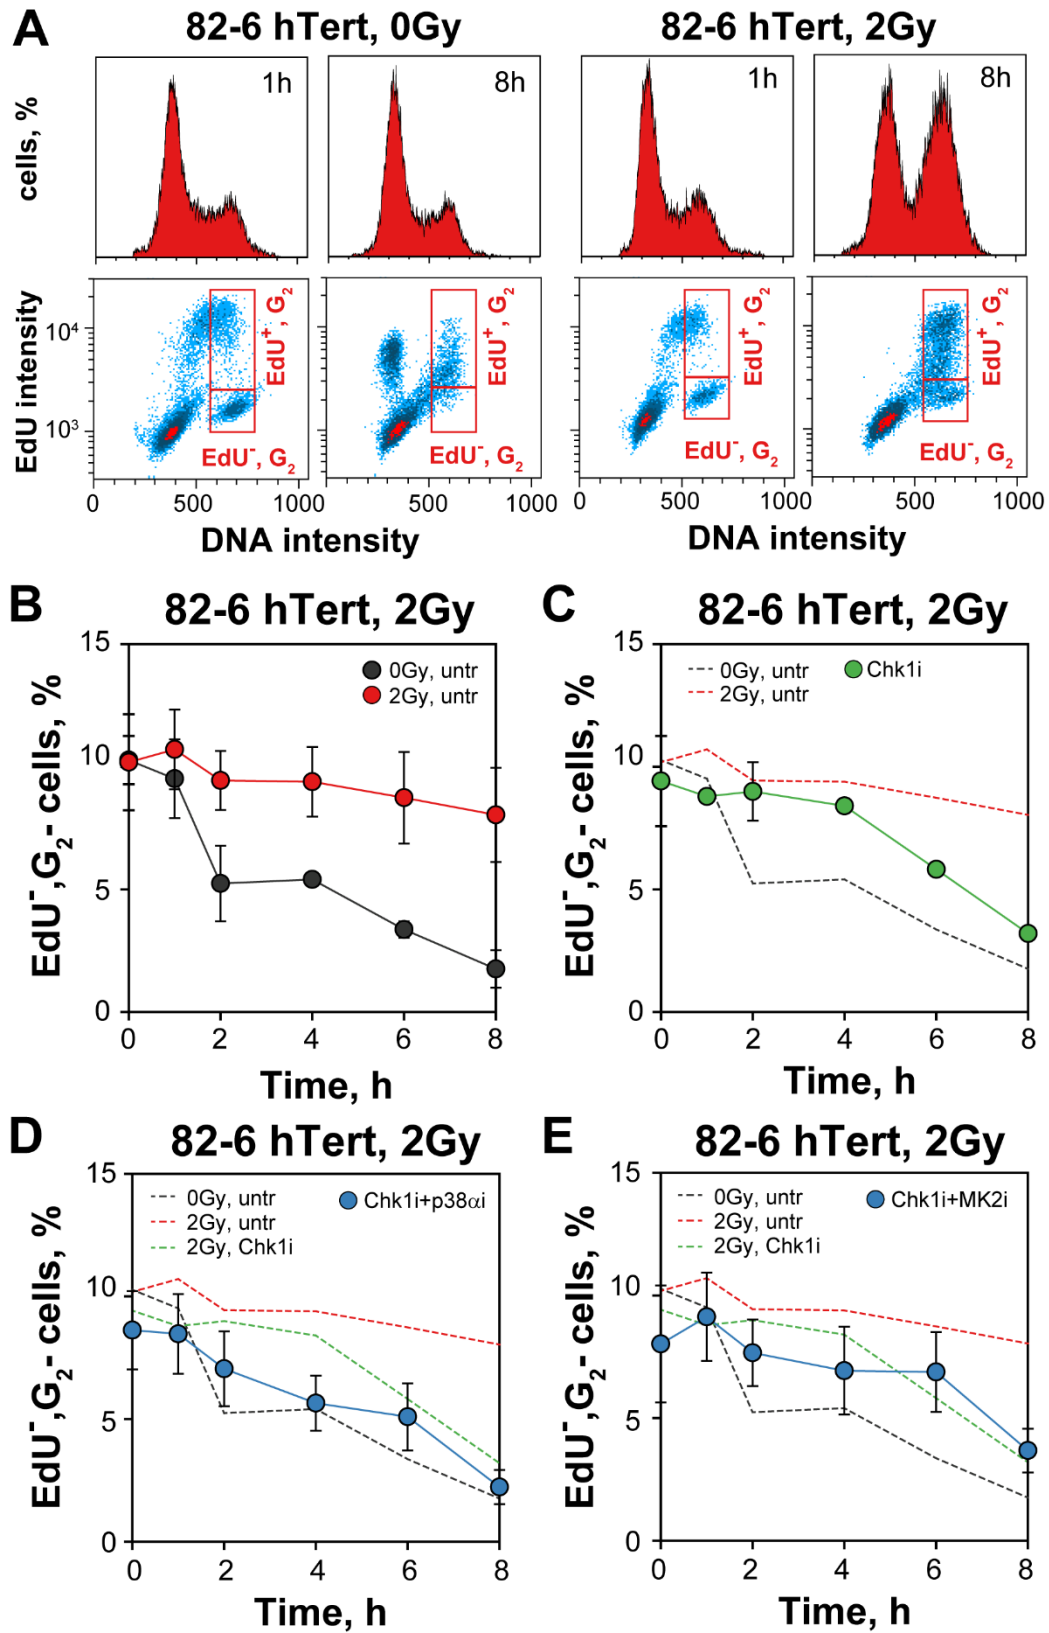 A
82-6 hTert, 0Gy
82-6 hTert, 2Gy
cells, %
1h
8h
1h
8h
EdU intensity
10⁴
10³
EdU⁺, G₂
EdU⁻, G₂
EdU⁺, G₂
EdU⁻, G₂
EdU⁺, G₂
EdU⁻, G₂
EdU⁺, G₂
EdU⁻, G₂
0 500 1000 500 1000
0 500 1000 500 1000
DNA intensity
DNA intensity
B
82-6 hTert, 2Gy
EdU⁻,G₂- cells, %
15
10
5
0
0Gy, untr
2Gy, untr
0 2 4 6 8
Time, h
C
82-6 hTert, 2Gy
EdU⁻,G₂- cells, %
15
10
5
0
0Gy, untr
2Gy, untr
Chk1i
0 2 4 6 8
Time, h
D
82-6 hTert, 2Gy
EdU⁻,G₂- cells, %
15
10
5
0
0Gy, untr
2Gy, untr
2Gy, Chk1i
Chk1i+p38αi
0 2 4 6 8
Time, h
E
82-6 hTert, 2Gy
EdU⁻,G₂- cells, %
15
10
5
0
0Gy, untr
2Gy, untr
2Gy, Chk1i
Chk1i+MK2i
0 2 4 6 8
Time, h